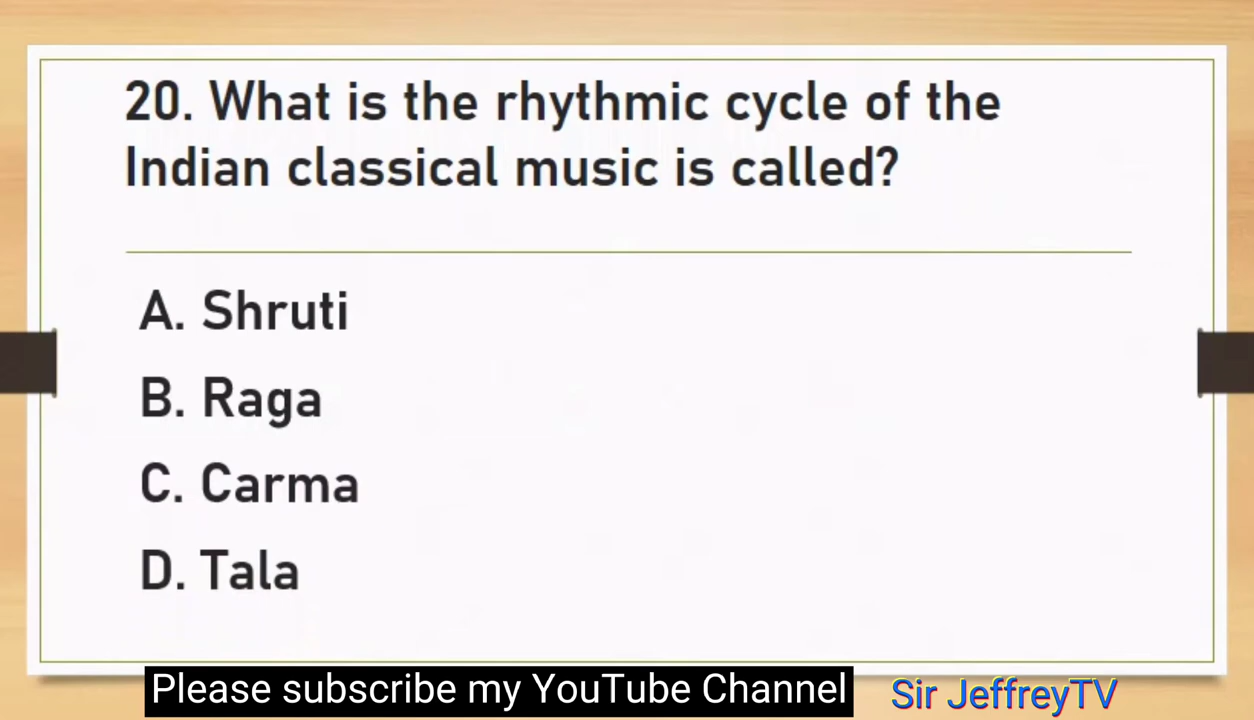 20. What is the rhythmic cycle of the
Indian classical music is called?
A. Shruti
B. Raga
C. Carma
D. Tala
Please subscribe my YouTube Channel
Sir JeffreyTV